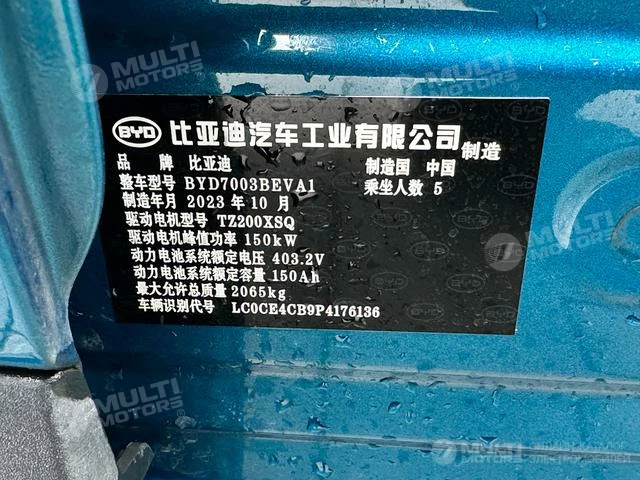 MULTI MOTORS
MULTI MOTORS
BYD 比亚迪汽车工业有限公司 制造
品 牌 比亚迪 制造国 中国
整车型号 BYD7003BEVA1 乘坐人数 5
制造年月 2023 年 10 月
驱动电机型号 TZ200XSQ
驱动电机峰值功率 150kW
动力电池系统额定电压 403.2V
动力电池系统额定容量 150Ah
最大允许总质量 2065kg
车辆识别代号 LC0CE4CB9P4176136
MULTI MOTORS
MULTI MOTORS
MULTI MOTORS